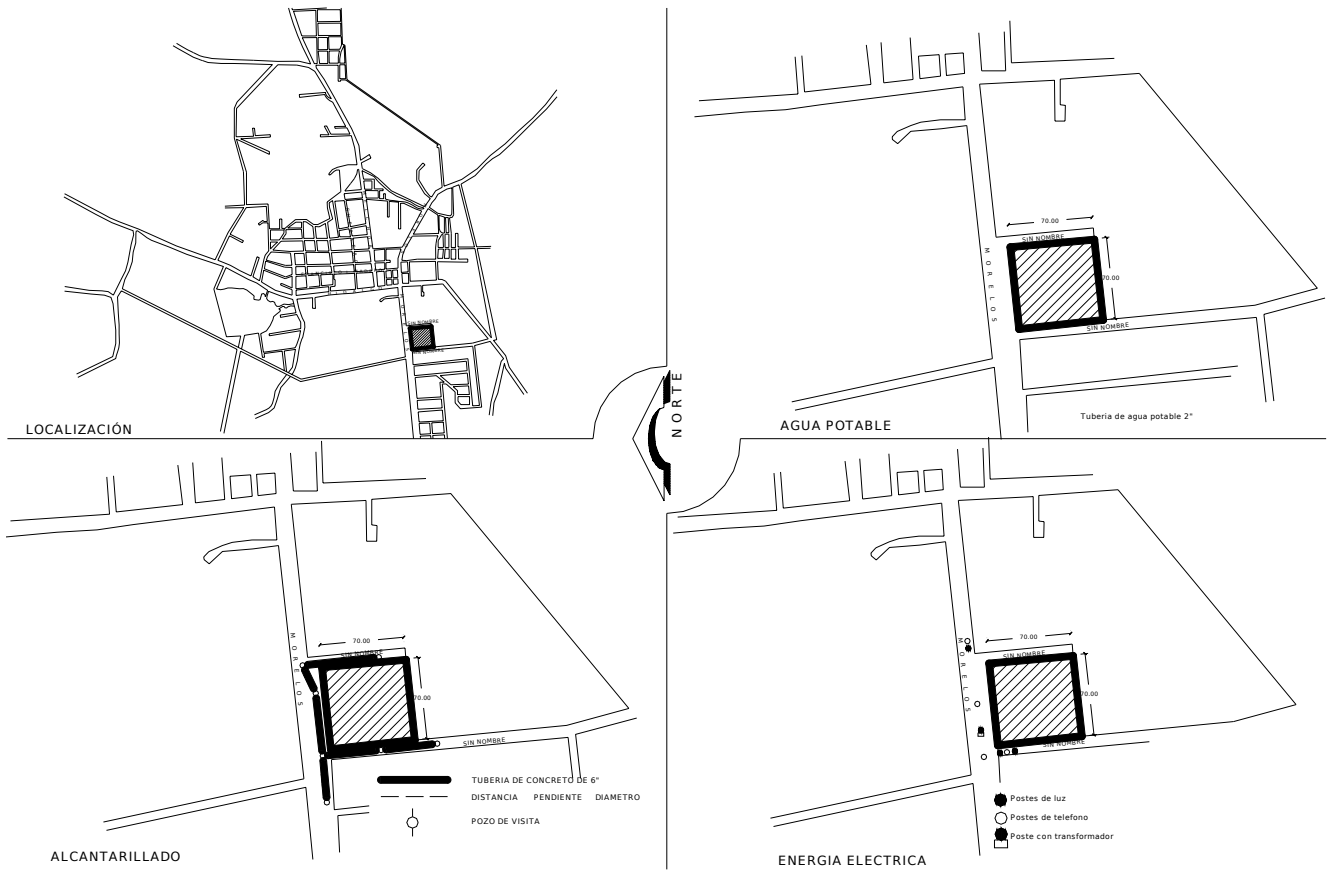 SIN NOMBRE
SIN NOMBRE
LOCALIZACIÓN
NORTE
70.00
SIN NOMBRE
MORELOS
70.00
SIN NOMBRE
Tuberia de agua potable 2"
AGUA POTABLE
70.00
SIN NOMBRE
MORELOS
70.00
SIN NOMBRE
TUBERIA DE CONCRETO DE 6"
DISTANCIA PENDIENTE DIAMETRO
POZO DE VISITA
ALCANTARILLADO
70.00
SIN NOMBRE
MORELOS
70.00
SIN NOMBRE
Postes de luz
Postes de telefono
Poste con transformador
ENERGIA ELECTRICA